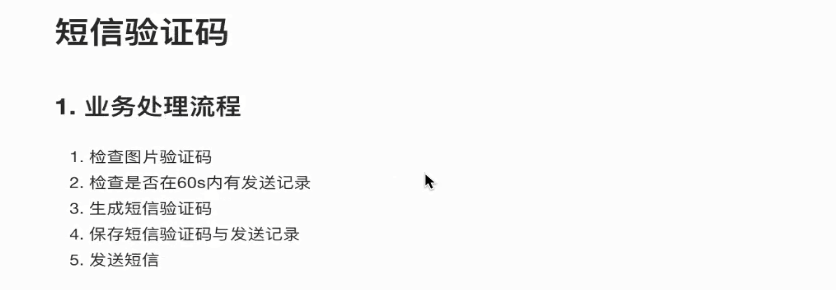 短信验证码
1. 业务处理流程
1. 检查图片验证码
2. 检查是否在60s内有发送记录
3. 生成短信验证码
4. 保存短信验证码与发送记录
5. 发送短信